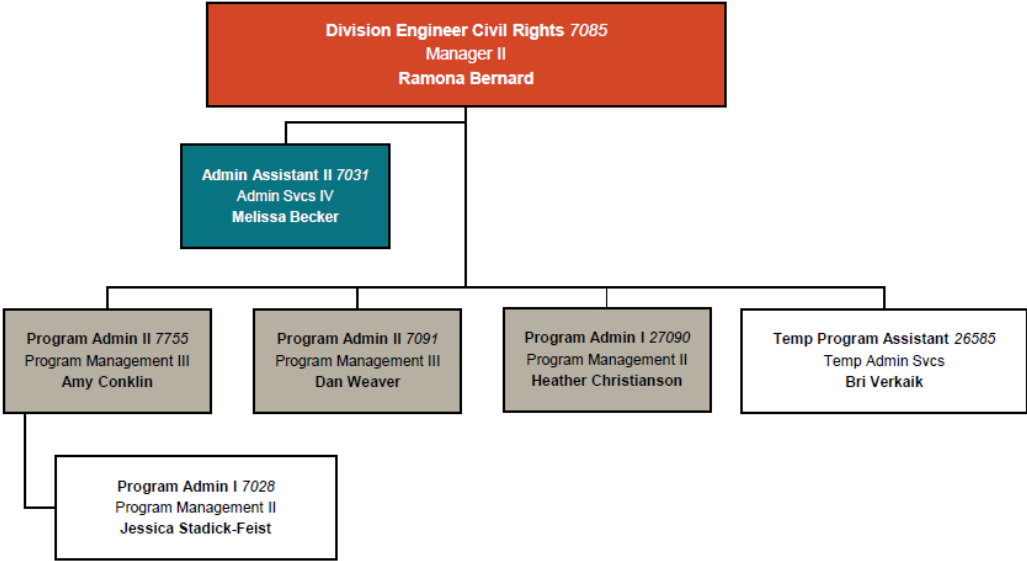 Division Engineer Civil Rights 7085
Manager II
Ramona Bernard
Admin Assistant II 7031
Admin Svcs IV
Melissa Becker
Program Admin II 7755
Program Management III
Amy Conklin
Program Admin II 7091
Program Management III
Dan Weaver
Program Admin I 27090
Program Management II
Heather Christianson
Temp Program Assistant 26585
Temp Admin Svcs
Bri Verkaik
Program Admin I 7028
Program Management II
Jessica Stadick-Feist